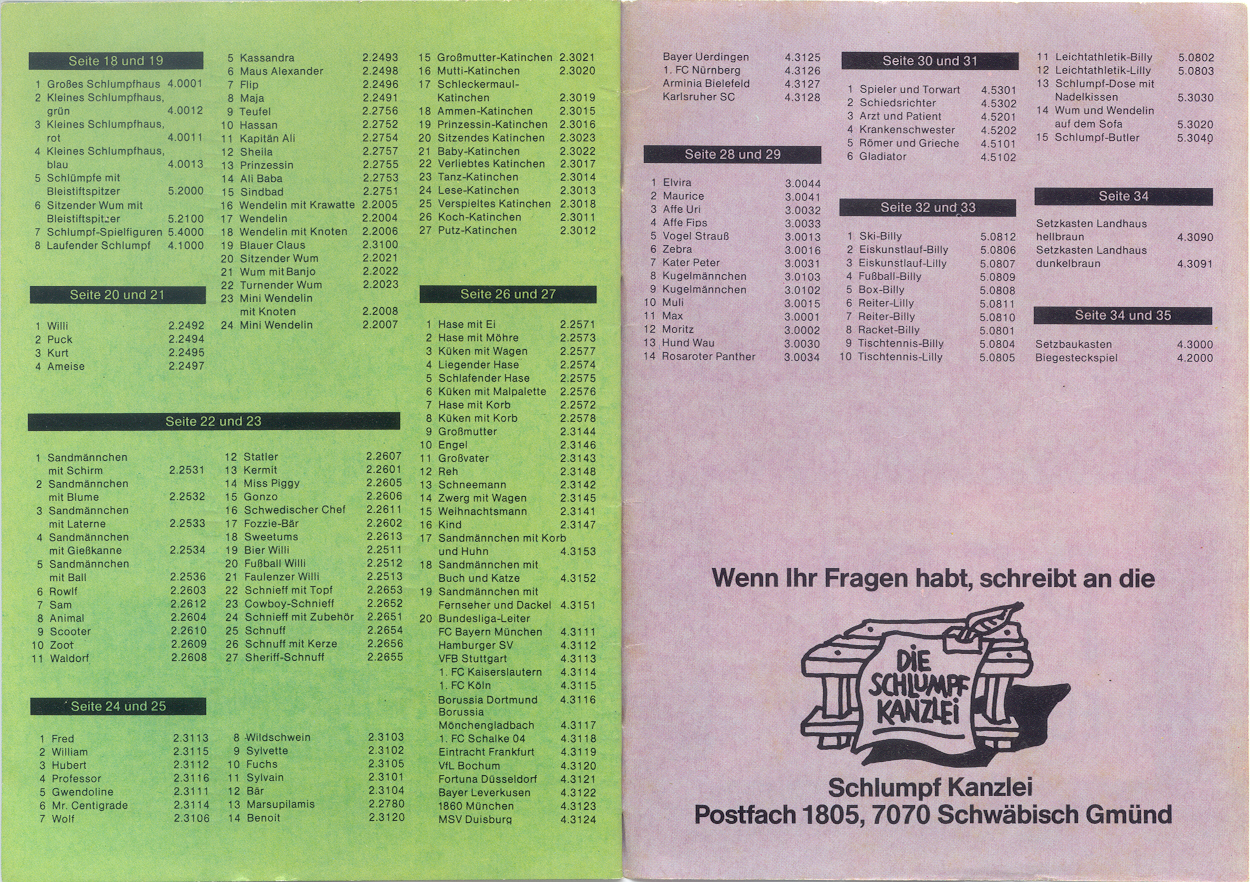 Seite 18 und 19
1 Großes Schlumpfhaus 4.0001
2 Kleines Schlumpfhaus,
grün 4.0012
3 Kleines Schlumpfhaus,
rot 4.0011
4 Kleines Schlumpfhaus,
blau 4.0013
5 Schlümpfe mit
Bleistiftspitzer 5.2000
6 Sitzender Wum mit
Bleistiftspitzer 5.2100
7 Schlumpf-Spielfiguren 5.4000
8 Laufender Schlumpf 4.1000
Seite 20 und 21
1 Willi 2.2492
2 Puck 2.2494
3 Kurt 2.2495
4 Ameise 2.2497
5 Kassandra 2.2493
6 Maus Alexander 2.2498
7 Flip 2.2496
8 Maja 2.2491
9 Teufel 2.2756
10 Hassan 2.2752
11 Kapitän Ali 2.2754
12 Sheila 2.2757
13 Prinzessin 2.2755
14 Ali Baba 2.2753
15 Sindbad 2.2751
16 Wendelin mit Krawatte 2.2005
17 Wendelin 2.2004
18 Wendelin mit Knoten 2.2006
19 Blauer Claus 2.3100
20 Sitzender Wum 2.2021
21 Wum mit Banjo 2.2022
22 Turnender Wum 2.2023
23 Mini Wendelin
mit Knoten 2.2008
24 Mini Wendelin 2.2007
15 Großmutter-Katinchen 2.3021
16 Mutti-Katinchen 2.3020
17 Schleckermaul-
Katinchen 2.3019
18 Ammen-Katinchen 2.3015
19 Prinzessin-Katinchen 2.3016
20 Sitzendes Katinchen 2.3023
21 Baby-Katinchen 2.3022
22 Verliebtes Katinchen 2.3017
23 Tanz-Katinchen 2.3014
24 Lese-Katinchen 2.3013
25 Verspieltes Katinchen 2.3018
26 Koch-Katinchen 2.3011
27 Putz-Katinchen 2.3012
Seite 22 und 23
1 Sandmännchen
mit Schirm 2.2531
2 Sandmännchen
mit Blume 2.2532
3 Sandmännchen
mit Laterne 2.2533
4 Sandmännchen
mit Gießkanne 2.2534
5 Sandmännchen
mit Ball 2.2536
6 Rowlf 2.2603
7 Sam 2.2612
8 Animal 2.2604
9 Scooter 2.2610
10 Zoot 2.2609
11 Waldorf 2.2608
12 Statler 2.2607
13 Kermit 2.2601
14 Miss Piggy 2.2605
15 Gonzo 2.2606
16 Schwedischer Chef 2.2611
17 Fozzie-Bär 2.2602
18 Sweetums 2.2613
19 Bier Willi 2.2511
20 Fußball Willi 2.2512
21 Faulenzer Willi 2.2513
22 Schnieff mit Topf 2.2653
23 Cowboy-Schnieff 2.2652
24 Schnieff mit Zubehör 2.2651
25 Schnuff 2.2654
26 Schnuff mit Kerze 2.2656
27 Sheriff-Schnuff 2.2655
Seite 24 und 25
1 Fred 2.3113
2 William 2.3115
3 Hubert 2.3112
4 Professor 2.3116
5 Gwendoline 2.3111
6 Mr. Centigrade 2.3114
7 Wolf 2.3106
8 Wildschwein 2.3103
9 Sylvette 2.3102
10 Fuchs 2.3105
11 Sylvain 2.3101
12 Bär 2.3104
13 Marsupilamis 2.2780
14 Benoit 2.3120
Seite 26 und 27
1 Hase mit Ei 2.2571
2 Hase mit Möhre 2.2573
3 Küken mit Wagen 2.2577
4 Liegender Hase 2.2574
5 Schlafender Hase 2.2575
6 Küken mit Malpalette 2.2576
7 Hase mit Korb 2.2572
8 Küken mit Korb 2.2578
9 Großmutter 2.3144
10 Engel 2.3146
11 Großvater 2.3143
12 Reh 2.3148
13 Schneemann 2.3142
14 Zwerg mit Wagen 2.3145
15 Weihnachtsmann 2.3141
16 Kind 2.3147
17 Sandmännchen mit Korb
und Huhn 4.3153
18 Sandmännchen mit
Buch und Katze 4.3152
19 Sandmännchen mit
Fernseher und Dackel 4.3151
20 Bundesliga-Leiter
FC Bayern München 4.3111
Hamburger SV 4.3112
VFB Stuttgart 4.3113
1. FC Kaiserslautern 4.3114
1. FC Köln 4.3115
Borussia Dortmund 4.3116
Borussia
Mönchengladbach 4.3117
1. FC Schalke 04 4.3118
Eintracht Frankfurt 4.3119
VfL Bochum 4.3120
Fortuna Düsseldorf 4.3121
Bayer Leverkusen 4.3122
1860 München 4.3123
MSV Duisburg 4.3124
Bayer Uerdingen 4.3125
1. FC Nürnberg 4.3126
Arminia Bielefeld 4.3127
Karlsruher SC 4.3128
Seite 28 und 29
1 Elvira 3.0044
2 Maurice 3.0041
3 Affe Uri 3.0032
4 Affe Fips 3.0033
5 Vogel Strauß 3.0013
6 Zebra 3.0016
7 Kater Peter 3.0031
8 Kugelmännchen 3.0103
9 Kugelmännchen 3.0102
10 Muli 3.0015
11 Max 3.0001
12 Moritz 3.0002
13 Hund Wau 3.0030
14 Rosaroter Panther 3.0034
Seite 30 und 31
1 Spieler und Torwart 4.5301
2 Schiedsrichter 4.5302
3 Arzt und Patient 4.5201
4 Krankenschwester 4.5202
5 Römer und Grieche 4.5101
6 Gladiator 4.5102
Seite 32 und 33
1 Ski-Billy 5.0812
2 Eiskunstlauf-Billy 5.0806
3 Eiskunstlauf-Lilly 5.0807
4 Fußball-Billy 5.0809
5 Box-Billy 5.0808
6 Reiter-Lilly 5.0811
7 Reiter-Billy 5.0810
8 Racket-Billy 5.0801
9 Tischtennis-Billy 5.0804
10 Tischtennis-Lilly 5.0805
11 Leichtathletik-Billy 5.0802
12 Leichtathletik-Lilly 5.0803
13 Schlumpf-Dose mit
Nadelkissen 5.3030
14 Wum und Wendelin
auf dem Sofa 5.3020
15 Schlumpf-Butler 5.3040
Seite 34
Setzkasten Landhaus
hellbraun 4.3090
Setzkasten Landhaus
dunkelbraun 4.3091
Seite 34 und 35
Setzbaukasten 4.3000
Biegesteckspiel 4.2000
Wenn Ihr Fragen habt, schreibt an die
DIE
SCHLUMPF
KANZLEI
Schlumpf Kanzlei
Postfach 1805, 7070 Schwäbisch Gmünd